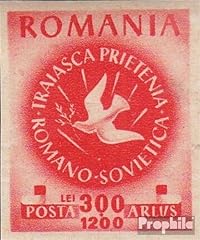 ROMANIA
· TRAIASCA PRIETENIA ·
ROMANO-SOVIETICA
LEI 300
1200
POSTA ARLUS
Prophila